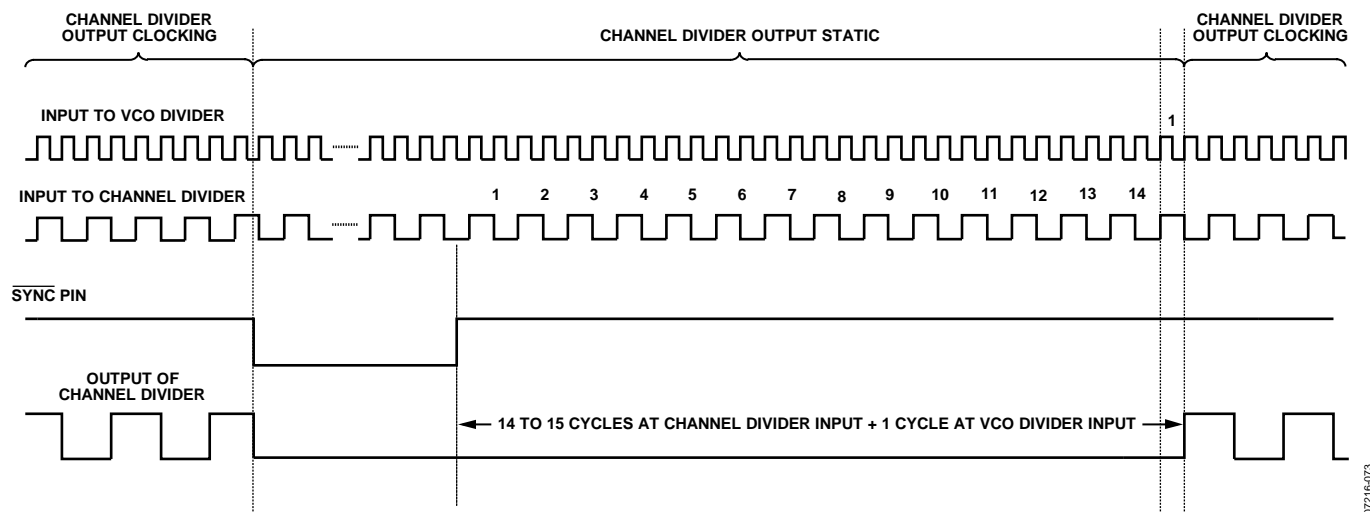 CHANNEL DIVIDER
OUTPUT CLOCKING
CHANNEL DIVIDER OUTPUT STATIC
CHANNEL DIVIDER
OUTPUT CLOCKING
INPUT TO VCO DIVIDER
1
INPUT TO CHANNEL DIVIDER
1 2 3 4 5 6 7 8 9 10 11 12 13 14
SYNC PIN
OUTPUT OF
CHANNEL DIVIDER
14 TO 15 CYCLES AT CHANNEL DIVIDER INPUT + 1 CYCLE AT VCO DIVIDER INPUT
07216-073